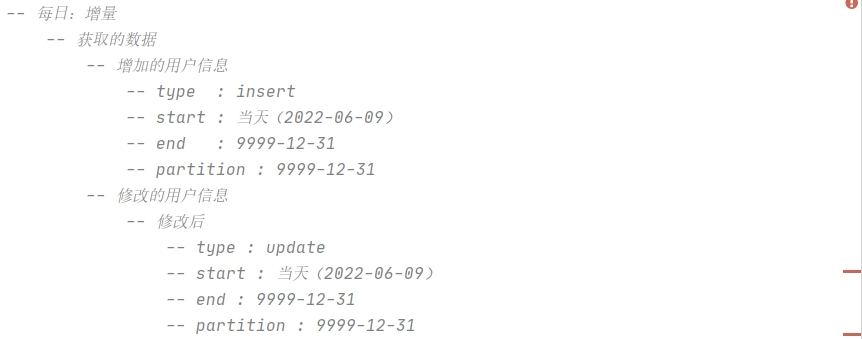 -- 每日：增量
-- 获取的数据
-- 增加的用户信息
-- type  : insert
-- start : 当天（2022-06-09）
-- end   : 9999-12-31
-- partition : 9999-12-31
-- 修改的用户信息
-- 修改后
-- type : update
-- start : 当天（2022-06-09）
-- end : 9999-12-31
-- partition : 9999-12-31